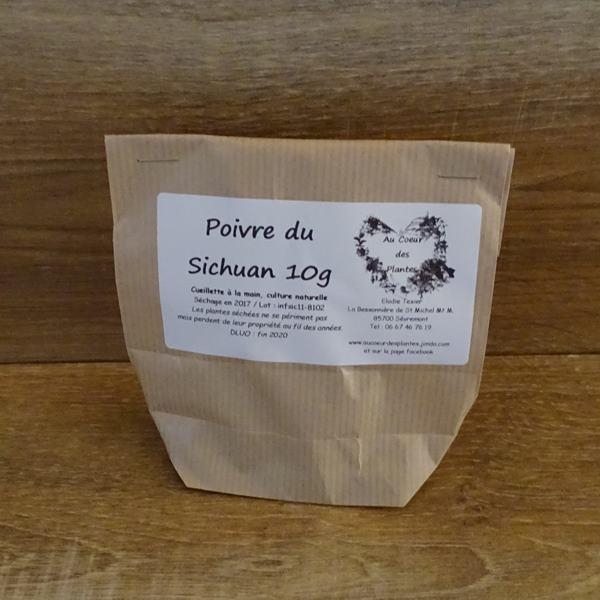 Poivre du
Sichuan 10g
Cueillette à la main, culture naturelle
Séchage en 2017 / Lot : infsic11-8102
Les plantes séchées ne se périment pas
mais perdent de leur propriété au fil des années.
DLUO : fin 2020
Au Coeur
des
Plantes
Elodie Texier
La Bessonnière de St Michel Mt M.
85700 Sèvremont
Tel : 06 67 46 76 19
www.aucoeurdesplantes.jimdo.com
et sur la page facebook